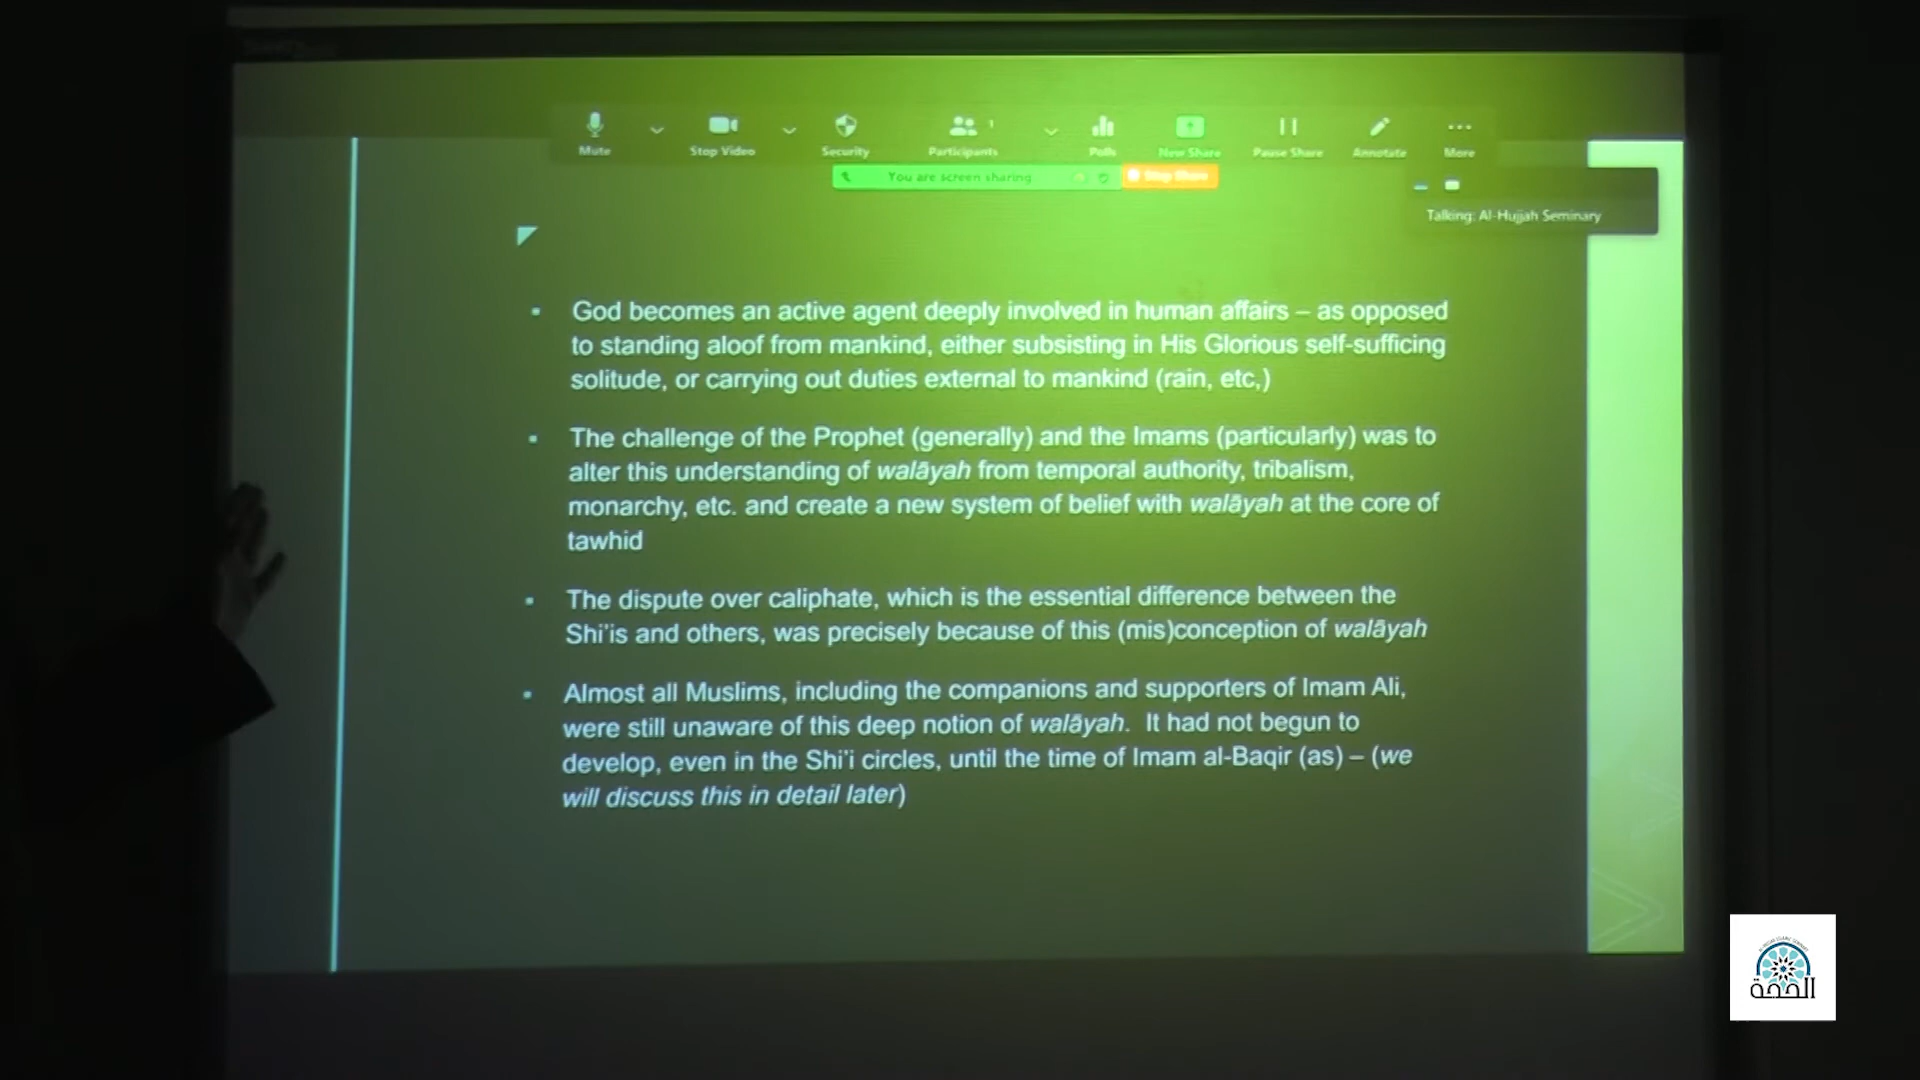 Mute
Stop Video
Security
Participants
1
Polls
New Share
Pause Share
Annotate
More
You are screen sharing
Stop Share
Talking: Al-Hujjah Seminary
God becomes an active agent deeply involved in human affairs – as opposed
to standing aloof from mankind, either subsisting in His Glorious self-sufficing
solitude, or carrying out duties external to mankind (rain, etc,)
The challenge of the Prophet (generally) and the Imams (particularly) was to
alter this understanding of walāyah from temporal authority, tribalism,
monarchy, etc. and create a new system of belief with walāyah at the core of
tawhid
The dispute over caliphate, which is the essential difference between the
Shi'is and others, was precisely because of this (mis)conception of walāyah
Almost all Muslims, including the companions and supporters of Imam Ali,
were still unaware of this deep notion of walāyah.  It had not begun to
develop, even in the Shi'i circles, until the time of Imam al-Baqir (as) – (we
will discuss this in detail later)
الحجة